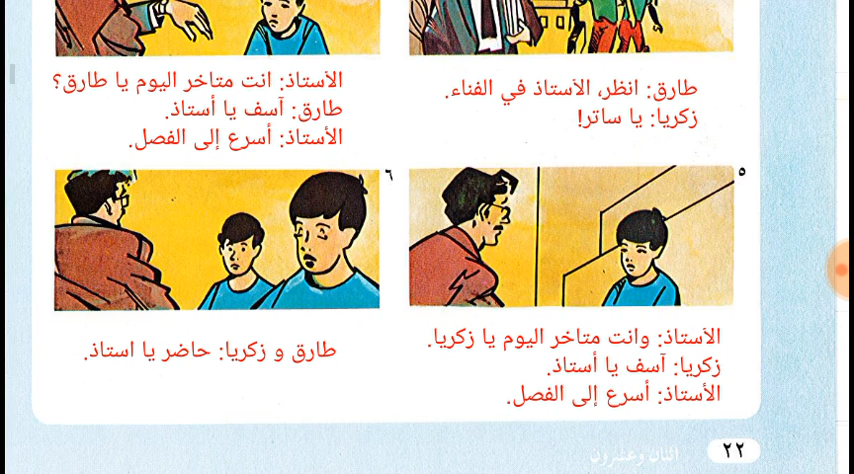 طارق: انظر، الأستاذ في الفناء.
زكريا: يا ساتر!
الأستاذ: انت متاخر اليوم يا طارق؟
طارق: آسف يا أستاذ.
الأستاذ: أسرع إلى الفصل.
٥
الأستاذ: وانت متاخر اليوم يا زكريا.
زكريا: آسف يا أستاذ.
الأستاذ: أسرع إلى الفصل.
٦
طارق و زكريا: حاضر يا استاذ.
٢٢
الثان وعشرون